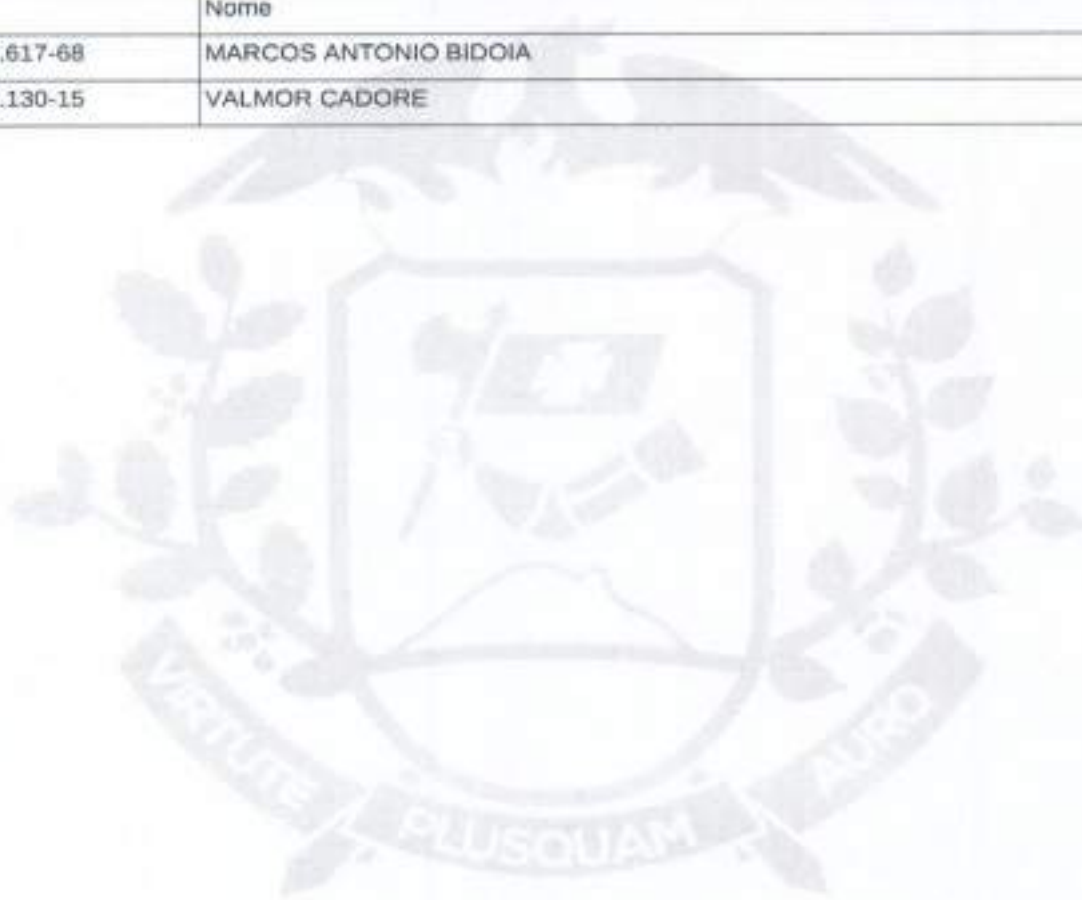 Nome
.617-68 MARCOS ANTONIO BIDOIA
.130-15 VALMOR CADORE
VIRTUTE PLUSQUAM AURO